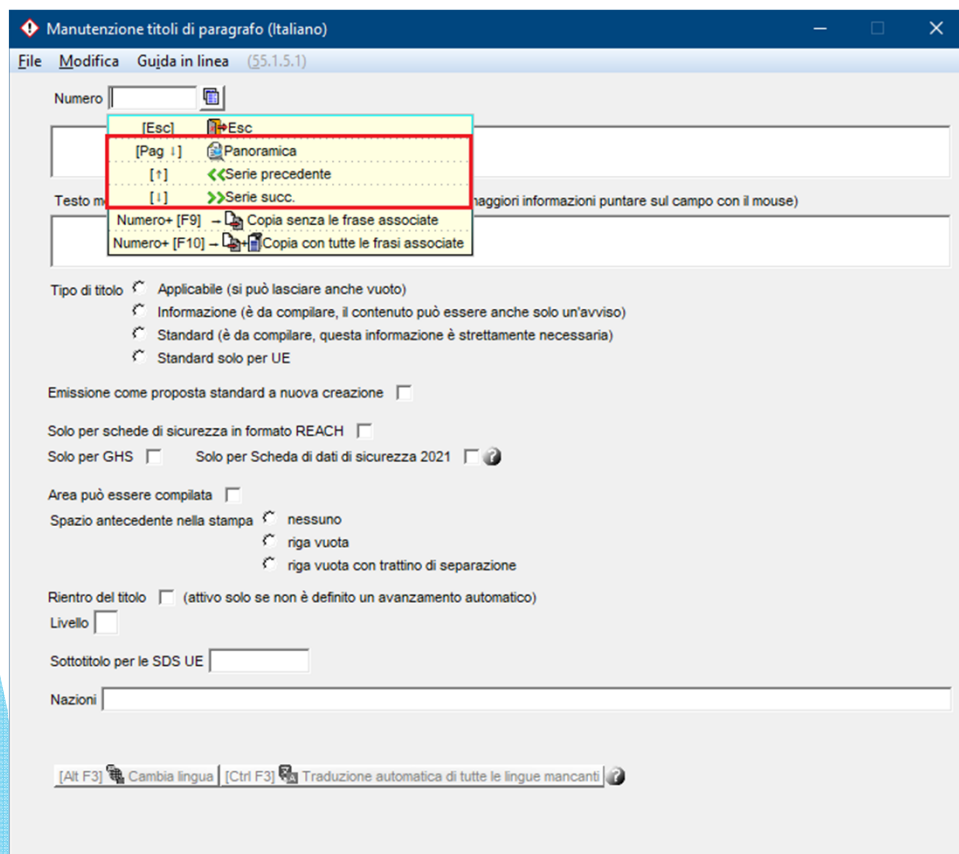 Manutenzione titoli di paragrafo (Italiano)
File Modifica Guida in linea (55.1.5.1)
Numero
[Esc] Esc
[Pag ↓] Panoramica
[↑] <<Serie precedente
[↓] >>Serie succ.
Testo m aggiori informazioni puntare sul campo con il mouse)
Numero+ [F9] → Copia senza le frase associate
Numero+ [F10] → + Copia con tutte le frasi associate
Tipo di titolo Applicabile (si può lasciare anche vuoto)
Informazione (è da compilare, il contenuto può essere anche solo un'avviso)
Standard (è da compilare, questa informazione è strettamente necessaria)
Standard solo per UE
Emissione come proposta standard a nuova creazione
Solo per schede di sicurezza in formato REACH
Solo per GHS Solo per Scheda di dati di sicurezza 2021 ?
Area può essere compilata
Spazio antecedente nella stampa nessuno
riga vuota
riga vuota con trattino di separazione
Rientro del titolo (attivo solo se non è definito un avanzamento automatico)
Livello
Sottotitolo per le SDS UE
Nazioni
[Alt F3] Cambia lingua [Ctrl F3] Traduzione automatica di tutte le lingue mancanti ?